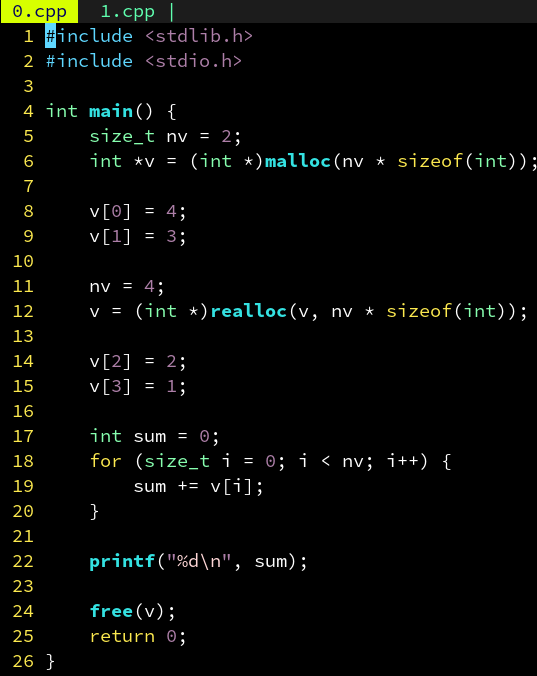 0.cpp 1.cpp |
1 #include <stdlib.h>
2 #include <stdio.h>
3
4 int main() {
5     size_t nv = 2;
6     int *v = (int *)malloc(nv * sizeof(int));
7
8     v[0] = 4;
9     v[1] = 3;
10
11     nv = 4;
12     v = (int *)realloc(v, nv * sizeof(int));
13
14     v[2] = 2;
15     v[3] = 1;
16
17     int sum = 0;
18     for (size_t i = 0; i < nv; i++) {
19         sum += v[i];
20     }
21
22     printf("%d\n", sum);
23
24     free(v);
25     return 0;
26 }